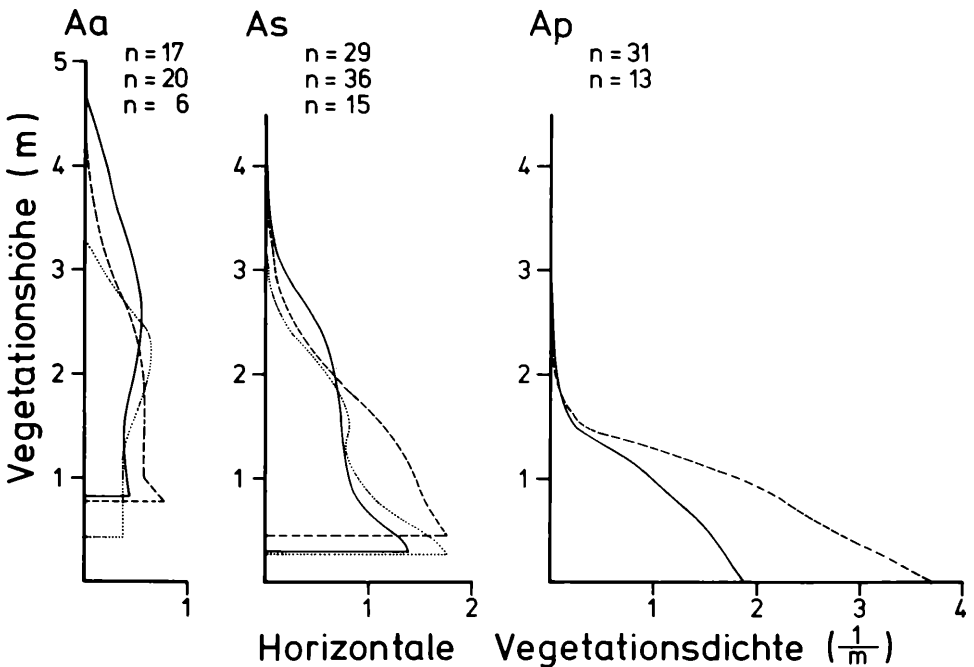 Aa
n = 17
n = 20
n = 6
As
n = 29
n = 36
n = 15
Ap
n = 31
n = 13
Vegetationshöhe (m)
5
4
3
2
1
4
3
2
1
4
3
2
1
1
1
2
1
2
3
4
Horizontale Vegetationsdichte (1/m)